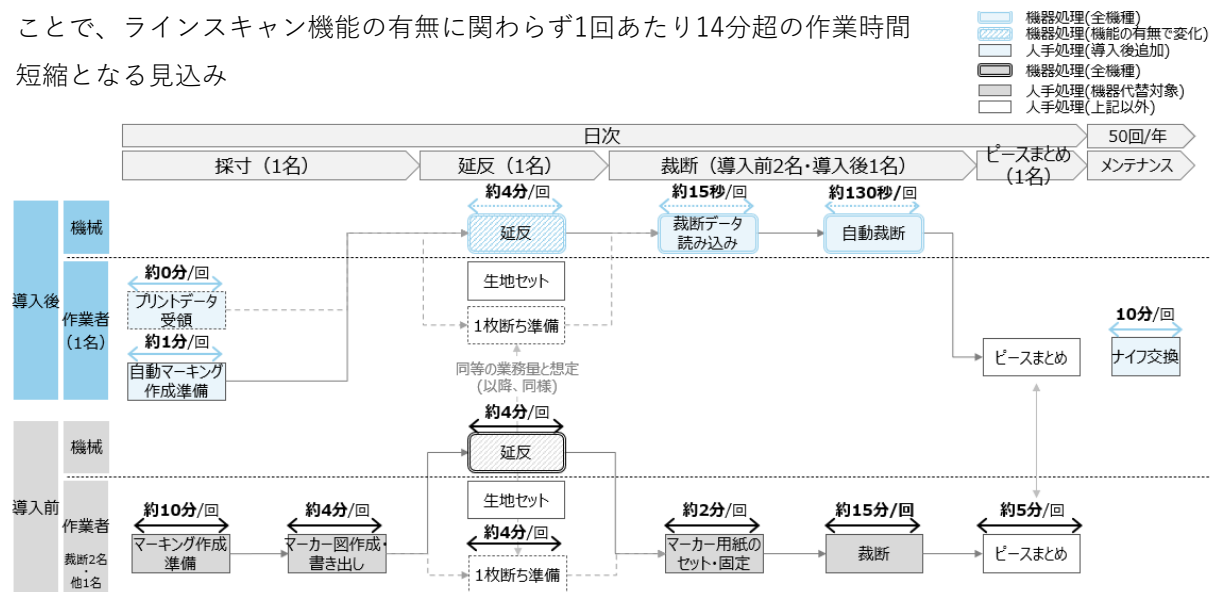 ことで、ラインスキャン機能の有無に関わらず1回あたり14分超の作業時間
短縮となる見込み
機器処理(全機種)
機器処理(機能の有無で変化)
人手処理(導入後追加)
機器処理(全機種)
人手処理(機器代替対象)
人手処理(上記以外)
日次
50回/年
採寸（1名）
延反（1名）
裁断（導入前2名･導入後1名）
ピースまとめ
（1名）
メンテナンス
導入後
機械
約4分/回
延反
約15秒/回
裁断データ
読み込み
約130秒/回
自動裁断
作業者
(1名)
約0分/回
プリントデータ
受領
約1分/回
自動マーキング
作成準備
生地セット
1枚断ち準備
同等の業務量と想定
(以降、同様)
ピースまとめ
10分/回
ナイフ交換
導入前
機械
約4分/回
延反
作業者
裁断2名
・
他1名
約10分/回
マーキング作成
準備
約4分/回
マーカー図作成・
書き出し
生地セット
約4分/回
1枚断ち準備
約2分/回
マーカー用紙の
セット・固定
約15分/回
裁断
約5分/回
ピースまとめ